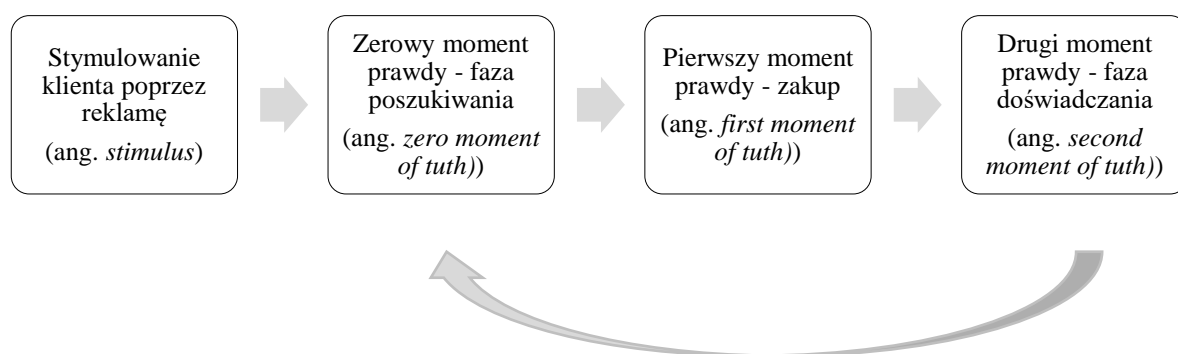 Stymulowanie
klienta poprzez
reklamę
(ang. stimulus)
Zerowy moment
prawdy - faza
poszukiwania
(ang. zero moment
of tuth))
Pierwszy moment
prawdy - zakup
(ang. first moment
of tuth))
Drugi moment
prawdy - faza
doświadczania
(ang. second
moment of tuth))